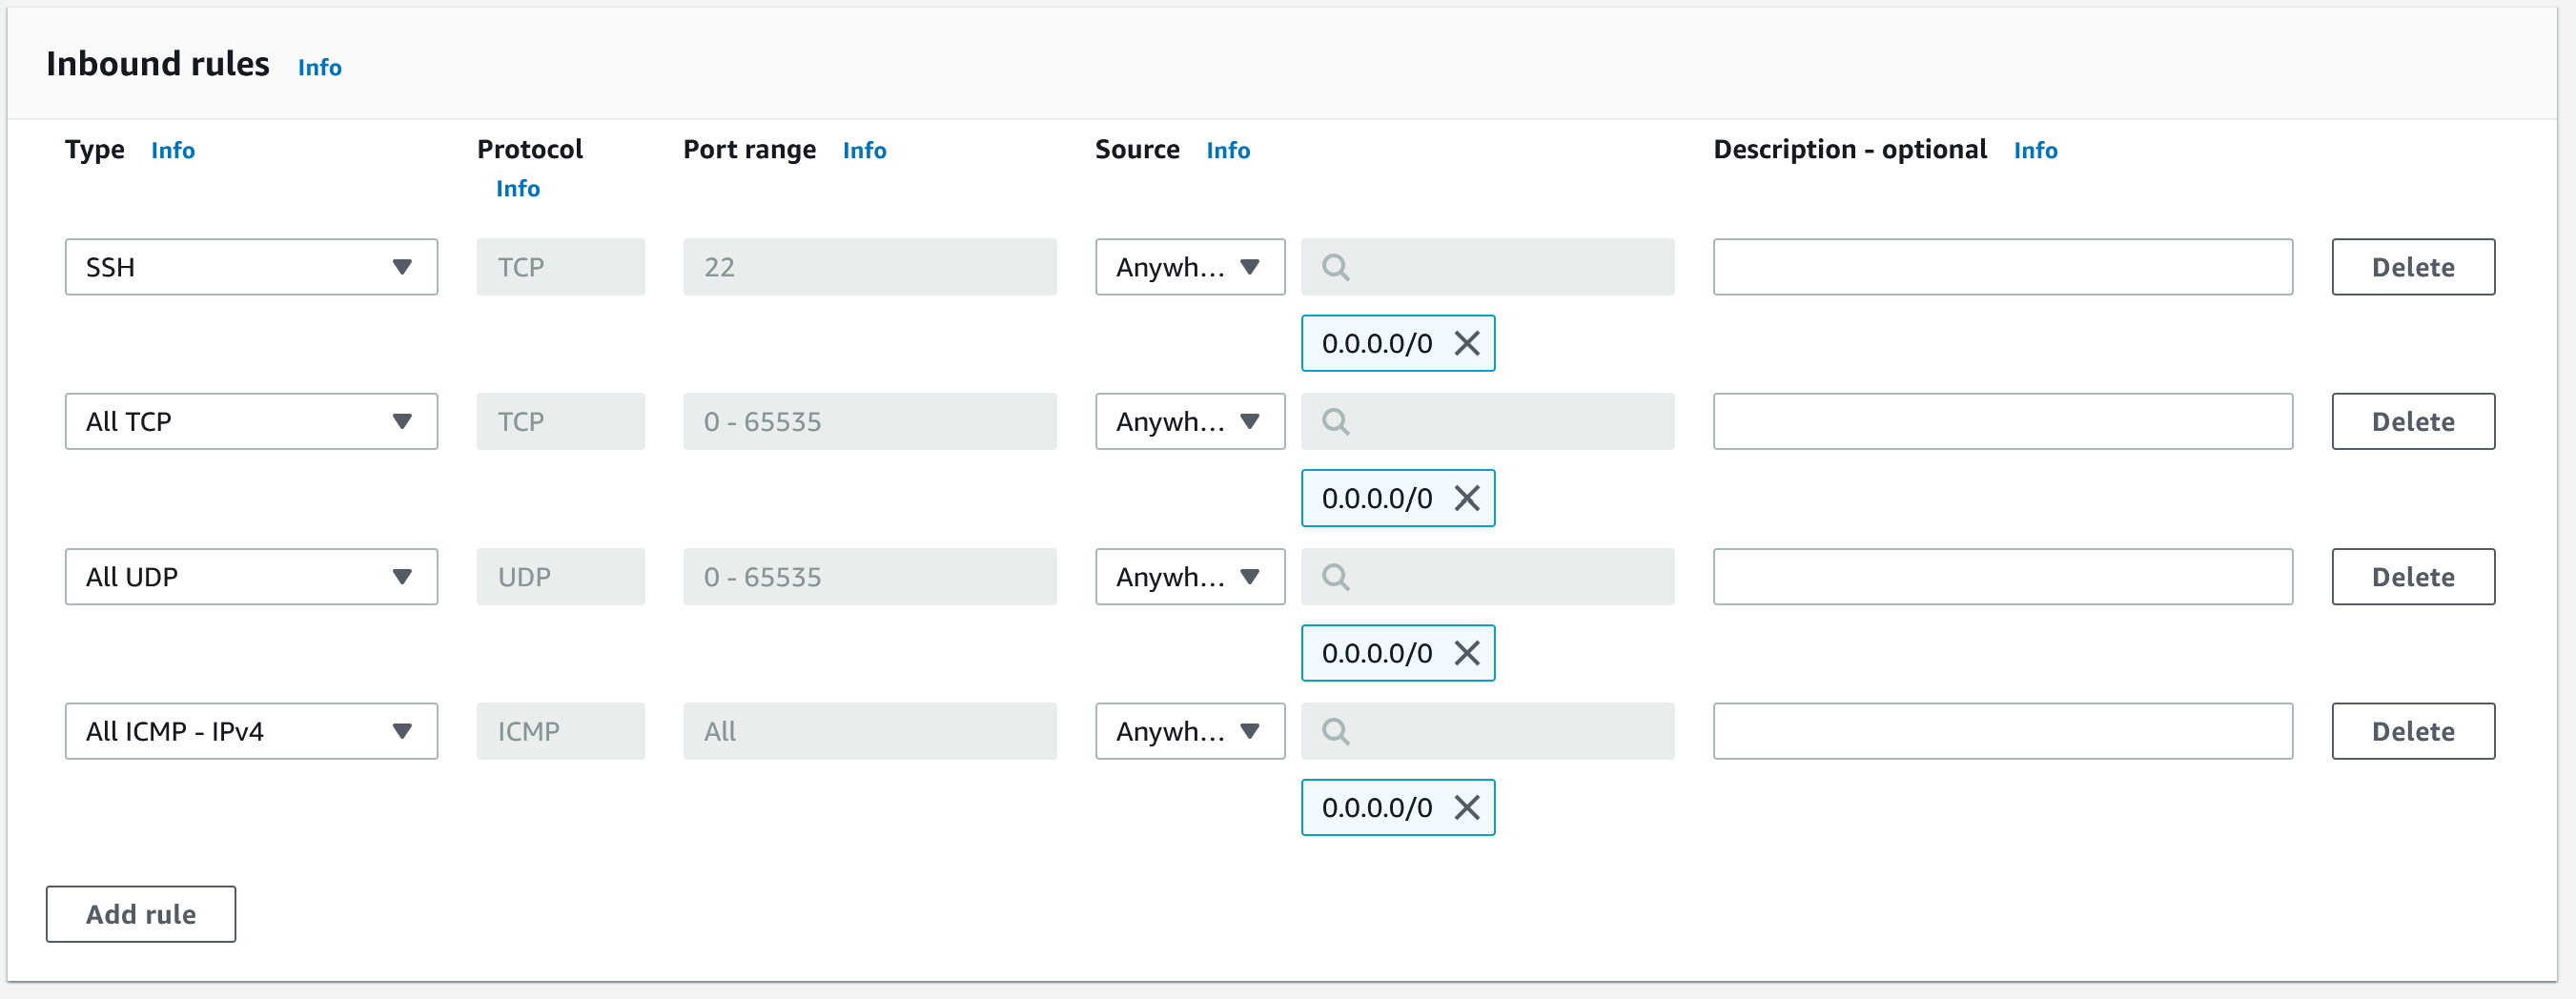 Inbound rules Info
Type Info Protocol Info Port range Info Source Info Description - optional Info
SSH TCP 22 Anywh... Delete
0.0.0.0/0
All TCP TCP 0 - 65535 Anywh... Delete
0.0.0.0/0
All UDP UDP 0 - 65535 Anywh... Delete
0.0.0.0/0
All ICMP - IPv4 ICMP All Anywh... Delete
0.0.0.0/0
Add rule